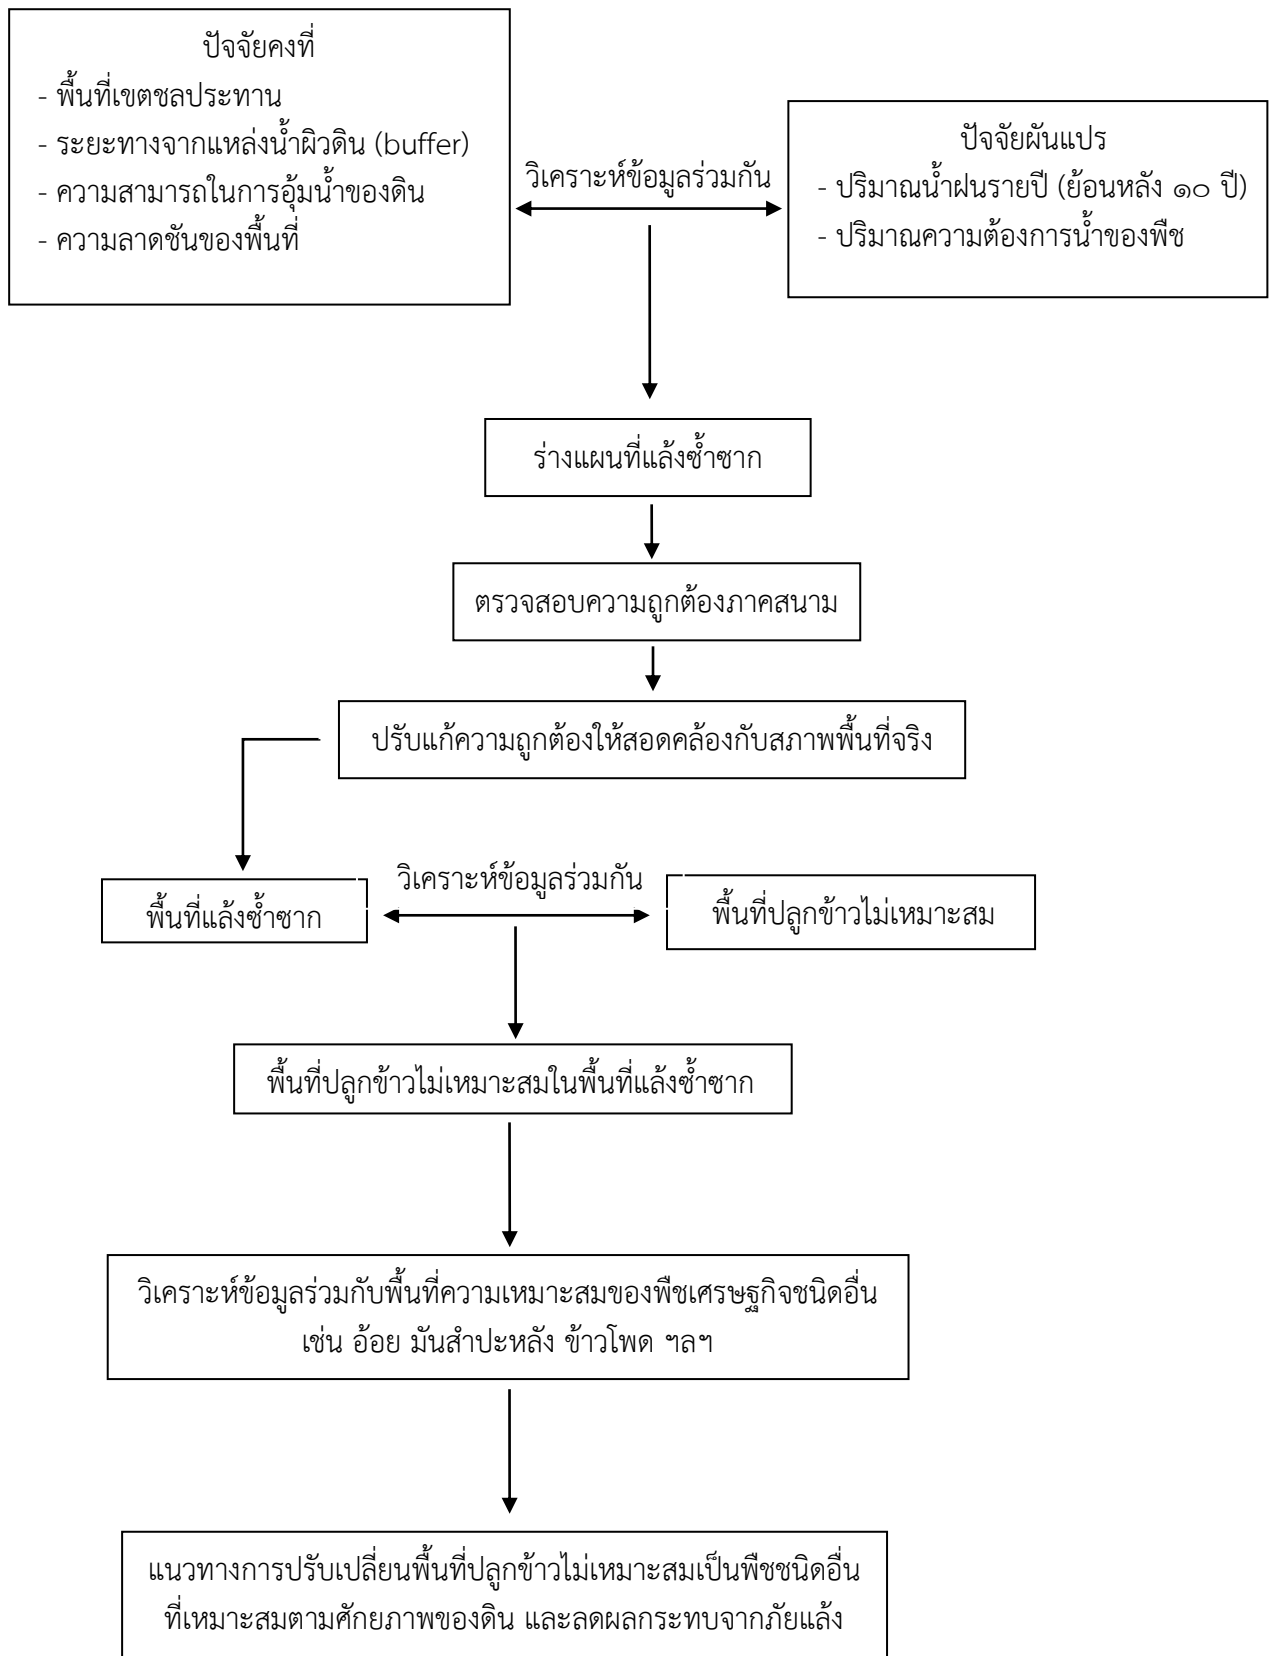 ปัจจัยคงที่
- พื้นที่เขตชลประทาน
- ระยะทางจากแหล่งน้ำผิวดิน (buffer)
- ความสามารถในการอุ้มน้ำของดิน
- ความลาดชันของพื้นที่
วิเคราะห์ข้อมูลร่วมกัน
ปัจจัยผันแปร
- ปริมาณน้ำฝนรายปี (ย้อนหลัง ๑๐ ปี)
- ปริมาณความต้องการน้ำของพืช
ร่างแผนที่แล้งซ้ำซาก
ตรวจสอบความถูกต้องภาคสนาม
ปรับแก้ความถูกต้องให้สอดคล้องกับสภาพพื้นที่จริง
พื้นที่แล้งซ้ำซาก
วิเคราะห์ข้อมูลร่วมกัน
พื้นที่ปลูกข้าวไม่เหมาะสม
พื้นที่ปลูกข้าวไม่เหมาะสมในพื้นที่แล้งซ้ำซาก
วิเคราะห์ข้อมูลร่วมกับพื้นที่ความเหมาะสมของพืชเศรษฐกิจชนิดอื่น
เช่น อ้อย มันสำปะหลัง ข้าวโพด ฯลฯ
แนวทางการปรับเปลี่ยนพื้นที่ปลูกข้าวไม่เหมาะสมเป็นพืชชนิดอื่น
ที่เหมาะสมตามศักยภาพของดิน และลดผลกระทบจากภัยแล้ง